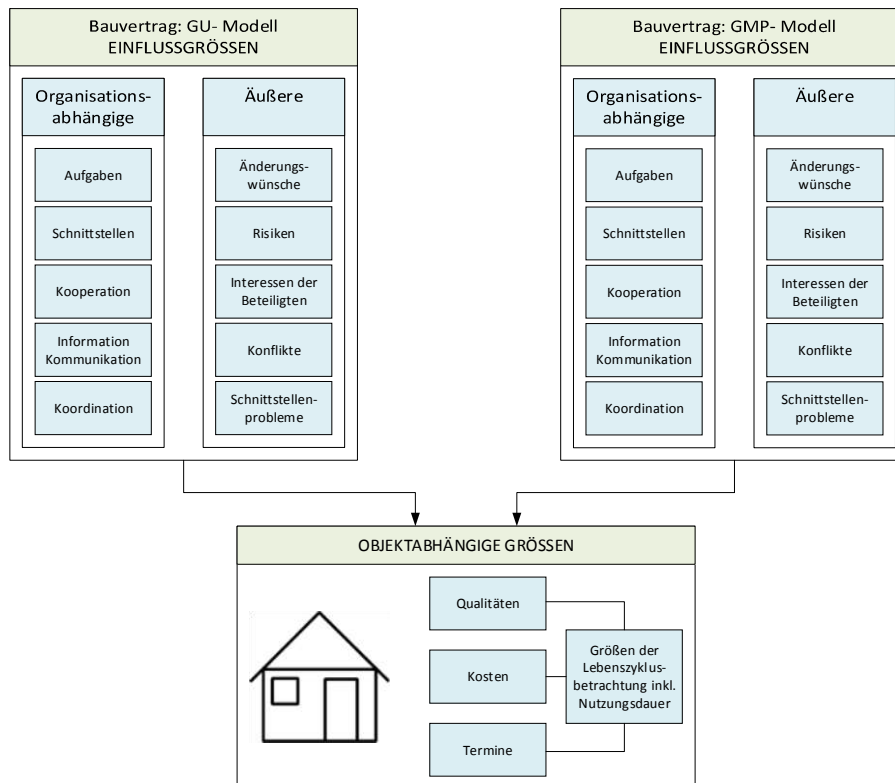 Bauvertrag: GU- Modell
EINFLUSSGRÖSSEN
Organisations-
abhängige
Aufgaben
Schnittstellen
Kooperation
Information
Kommunikation
Koordination
Äußere
Änderungs-
wünsche
Risiken
Interessen der
Beteiligten
Konflikte
Schnittstellen-
probleme
Bauvertrag: GMP- Modell
EINFLUSSGRÖSSEN
Organisations-
abhängige
Aufgaben
Schnittstellen
Kooperation
Information
Kommunikation
Koordination
Äußere
Änderungs-
wünsche
Risiken
Interessen der
Beteiligten
Konflikte
Schnittstellen-
probleme
OBJEKTABHÄNGIGE GRÖSSEN
Qualitäten
Kosten
Termine
Größen der
Lebenszyklus-
betrachtung inkl.
Nutzungsdauer